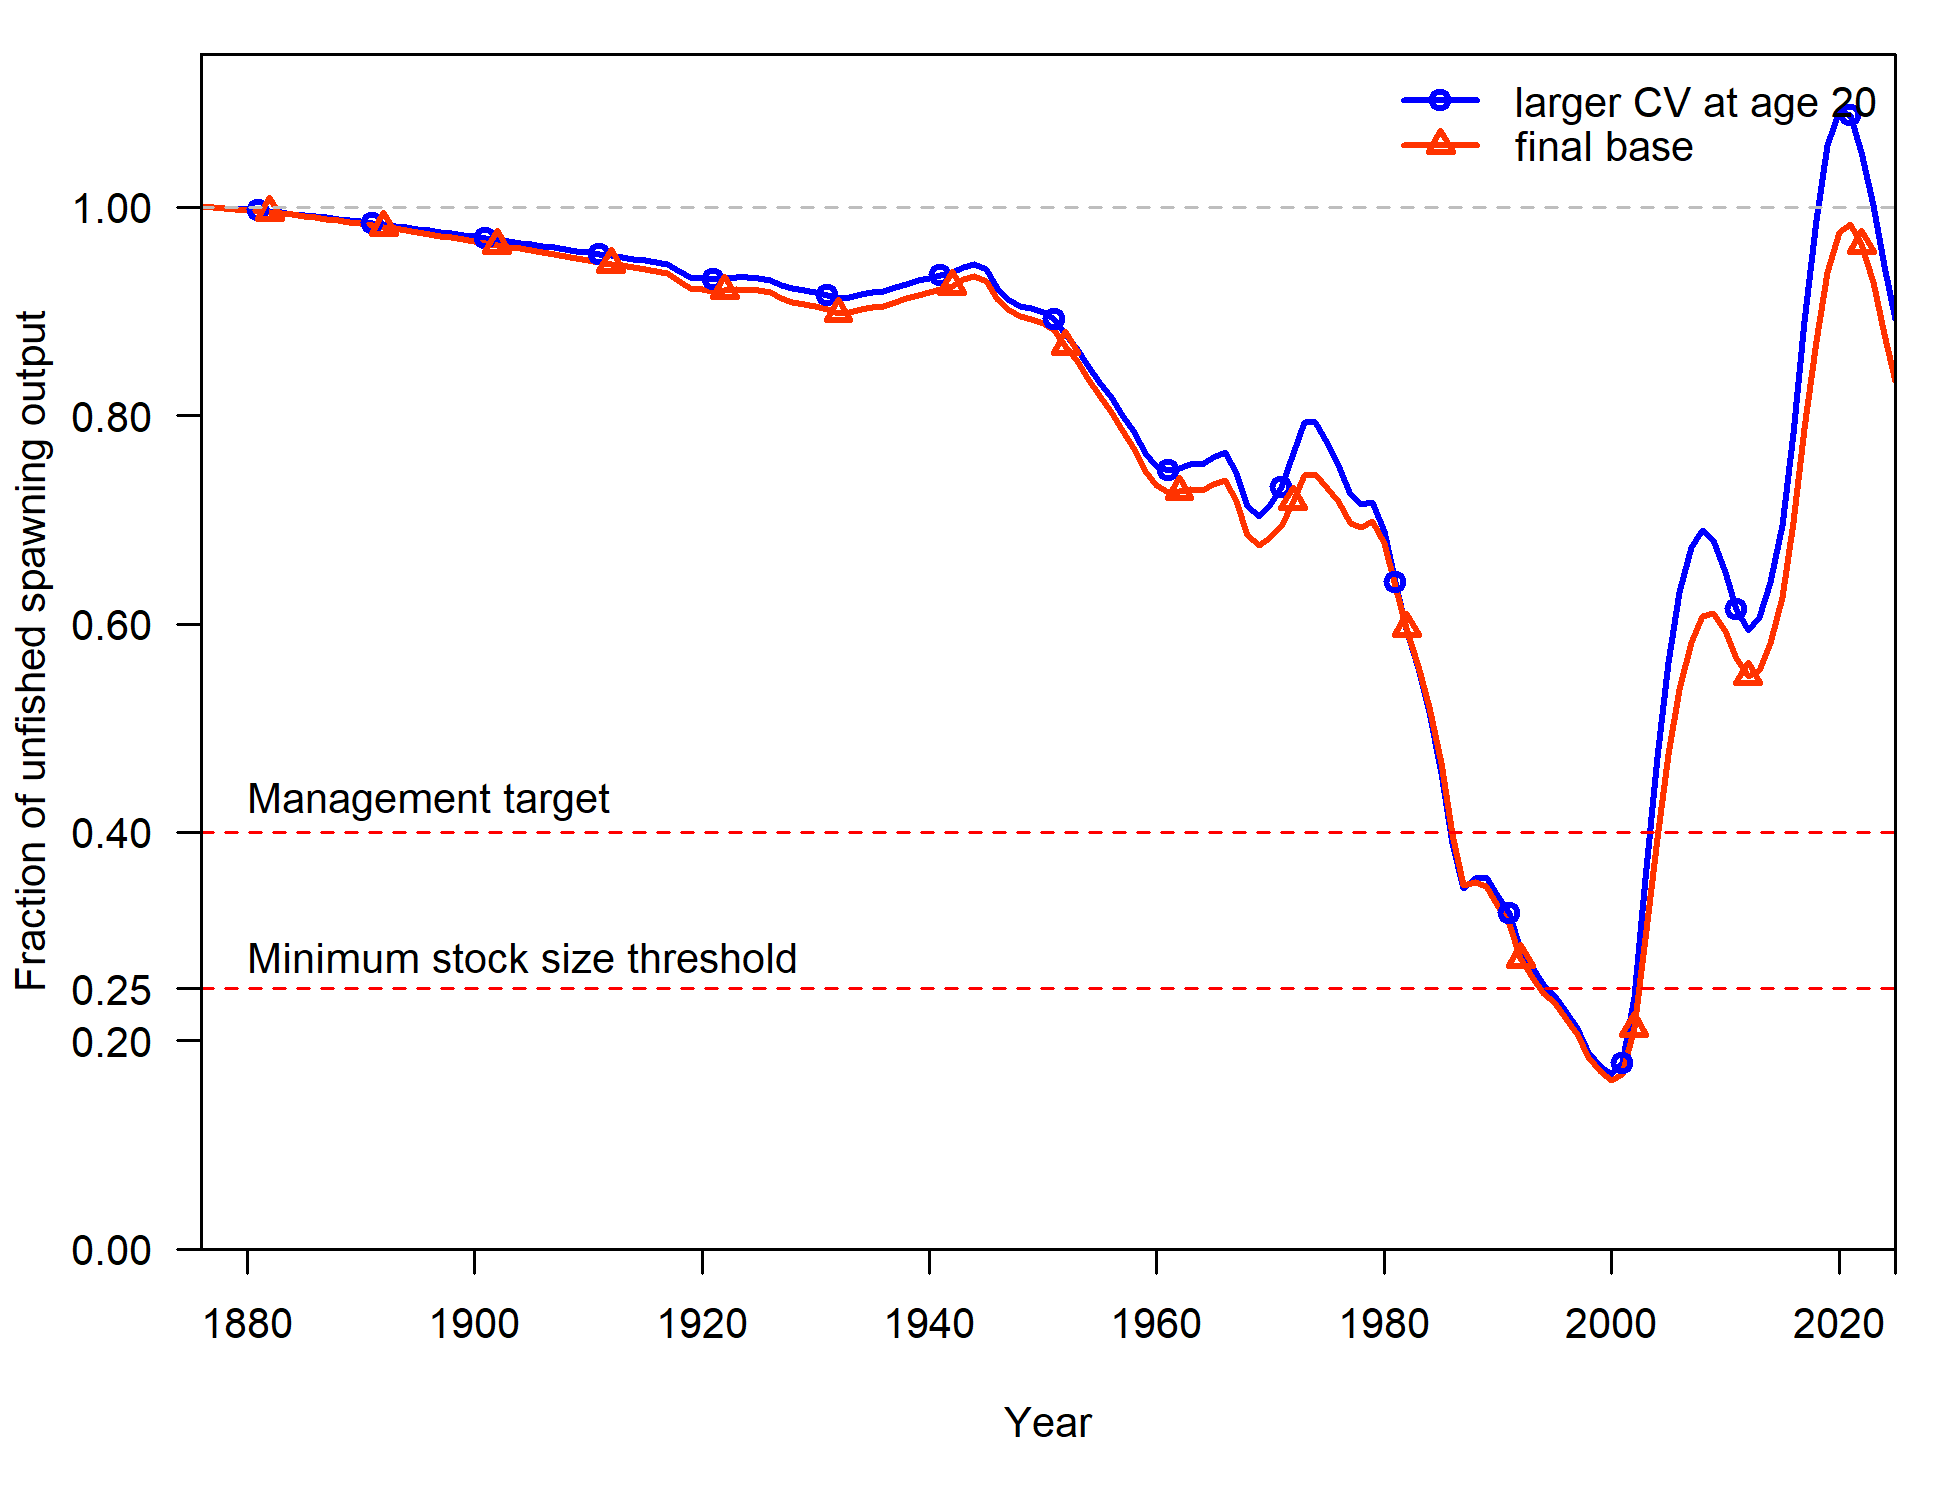 larger CV at age 20
final base
Fraction of unfished spawning output
1.00
0.80
0.60
0.40
0.25
0.20
0.00
Management target
Minimum stock size threshold
1880 1900 1920 1940 1960 1980 2000 2020
Year